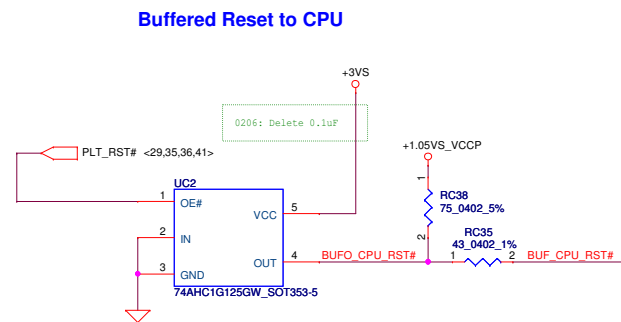 Buffered Reset to CPU
+3VS
0206: Delete 0.1uF
PLT_RST# <29,35,36,41>
+1.05VS_VCCP
UC2
1
OE#
VCC
5
1
RC38
75_0402_5%
2
2
IN
RC35
43_0402_1%
3
GND
OUT
4
BUFO_CPU_RST#
1
2
BUF_CPU_RST#
74AHC1G125GW_SOT353-5